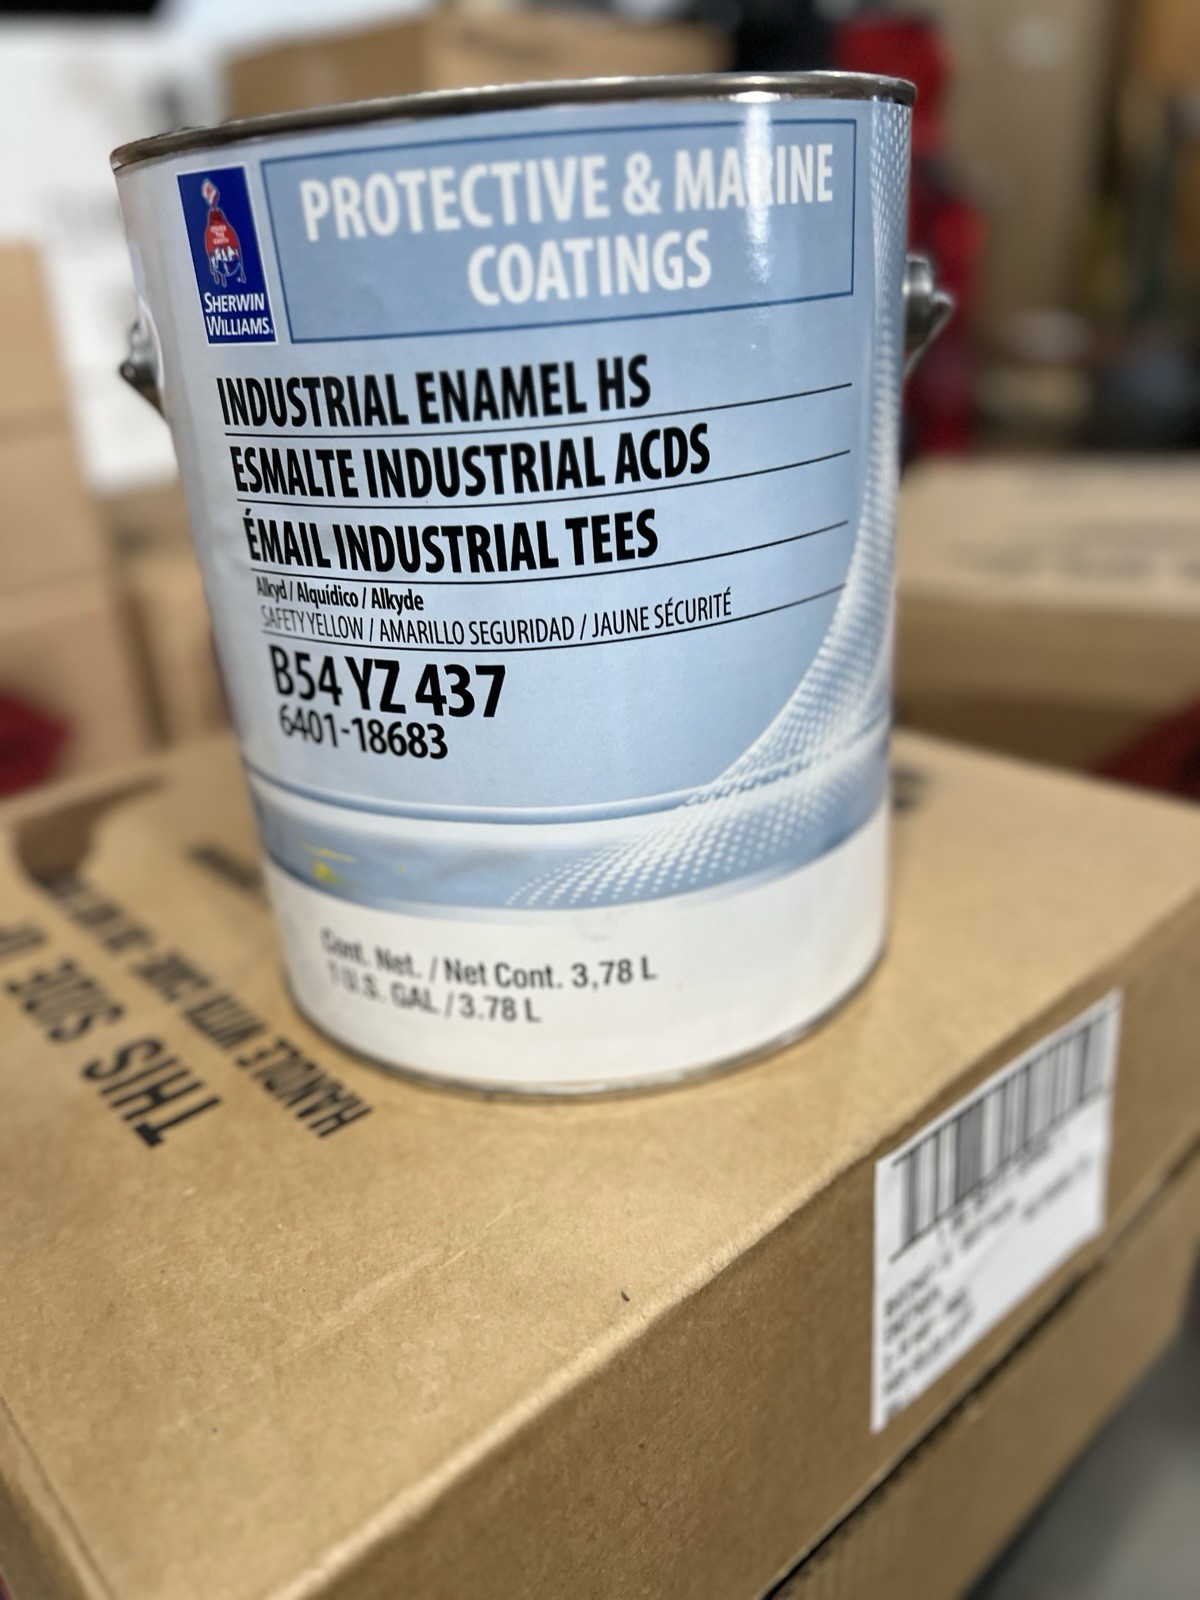 PROTECTIVE & MARINE
COATINGS
SHERWIN
WILLIAMS.
INDUSTRIAL ENAMEL HS
ESMALTE INDUSTRIAL ACDS
ÉMAIL INDUSTRIAL TEES
Alkyd / Alquídico / Alkyde
SAFETY YELLOW / AMARILLO SEGURIDAD / JAUNE SÉCURITÉ
B54 YZ 437
6401-18683
Cont. Net. / Net Cont. 3,78 L
1 U.S. GAL / 3.78 L
THIS SIDE UP
HANDLE WITH CARE